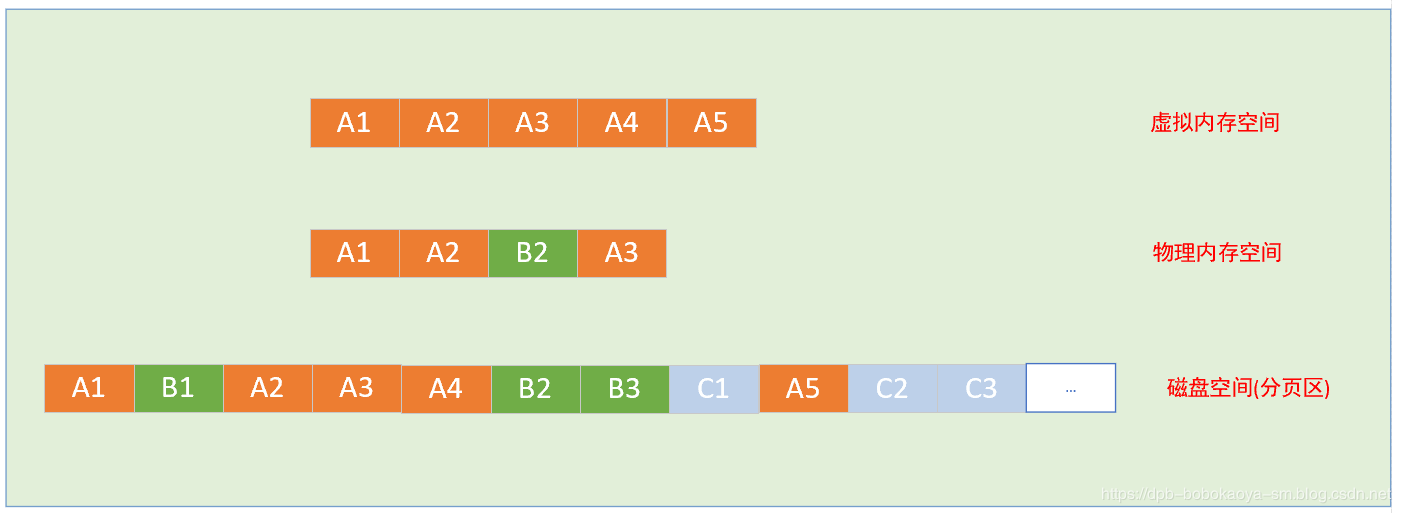 A1 A2 A3 A4 A5 虚拟内存空间
A1 A2 B2 A3 物理内存空间
A1 B1 A2 A3 A4 B2 B3 C1 A5 C2 C3 ... 磁盘空间(分页区)
https://dpb-bobokaoya-sm.blog.csdn.net